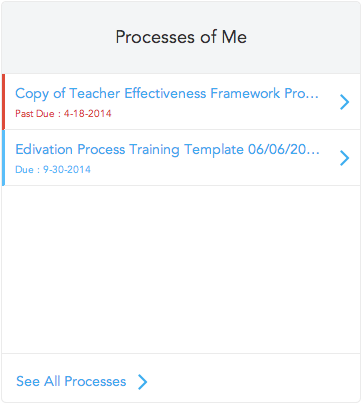 Processes of Me
Copy of Teacher Effectiveness Framework Pro...
Past Due : 4-18-2014
Edivation Process Training Template 06/06/20...
Due : 9-30-2014
See All Processes